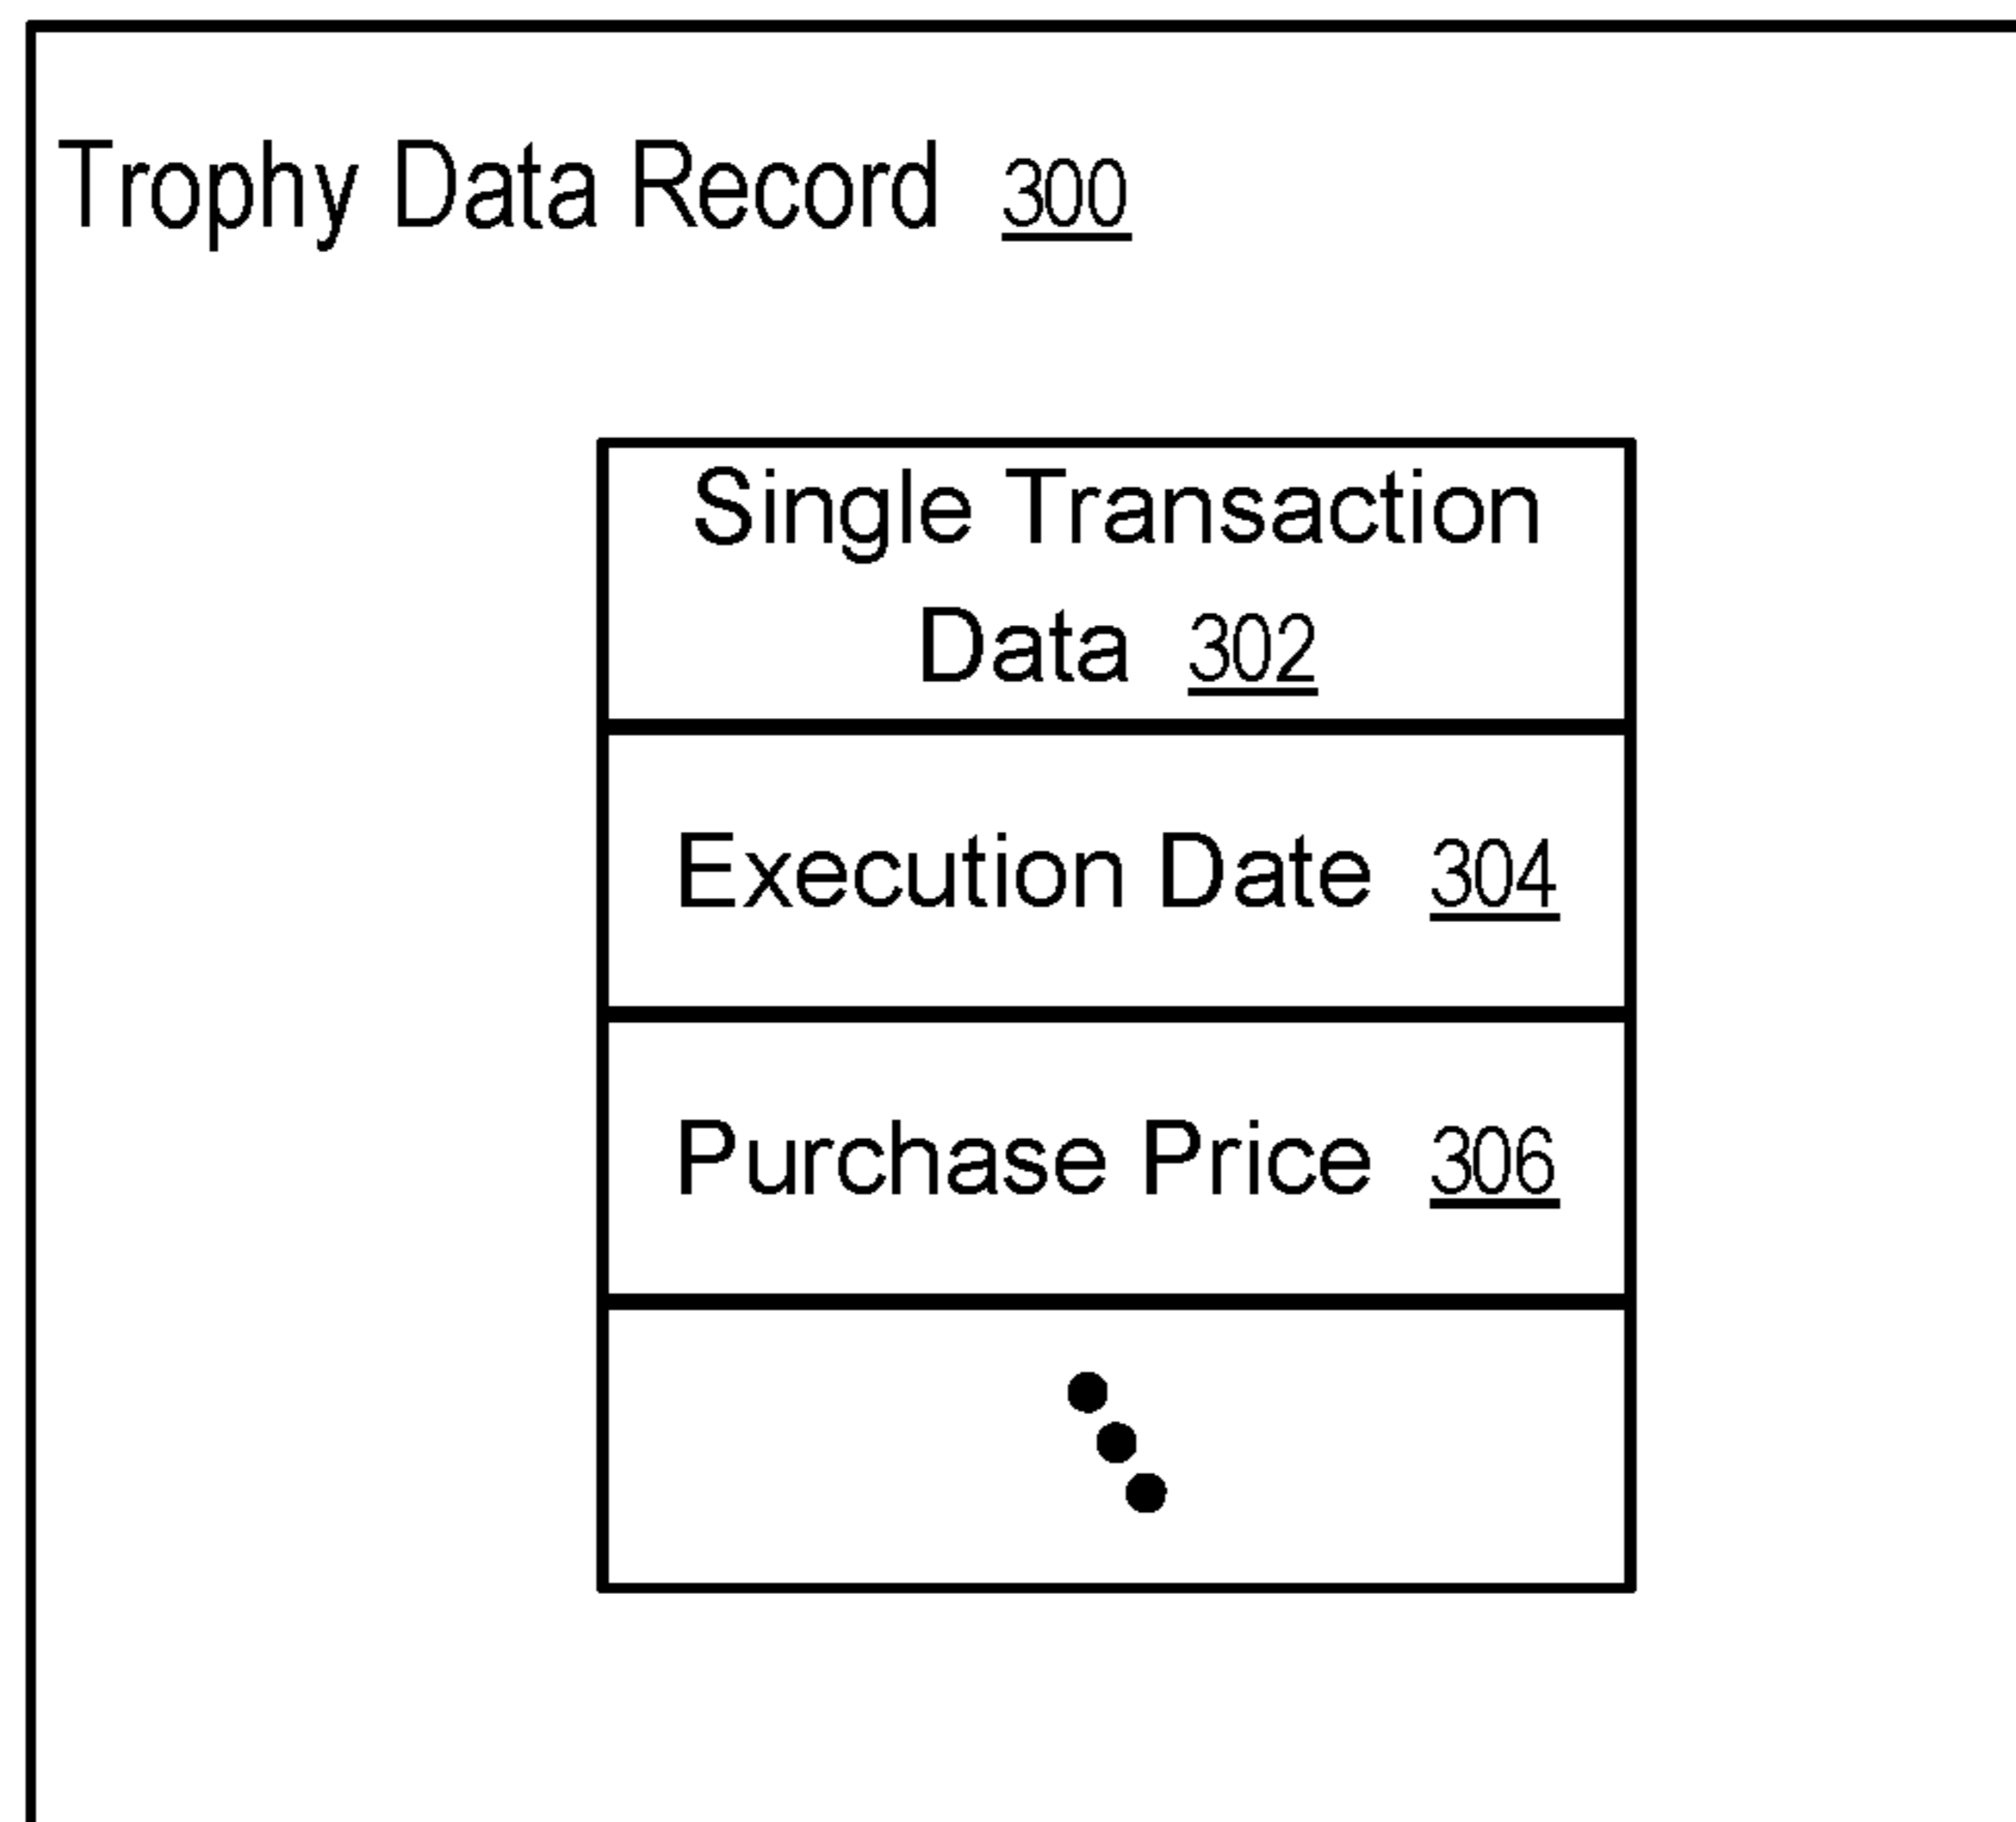 Trophy Data Record 300
Single Transaction
Data 302
Execution Date 304
Purchase Price 306